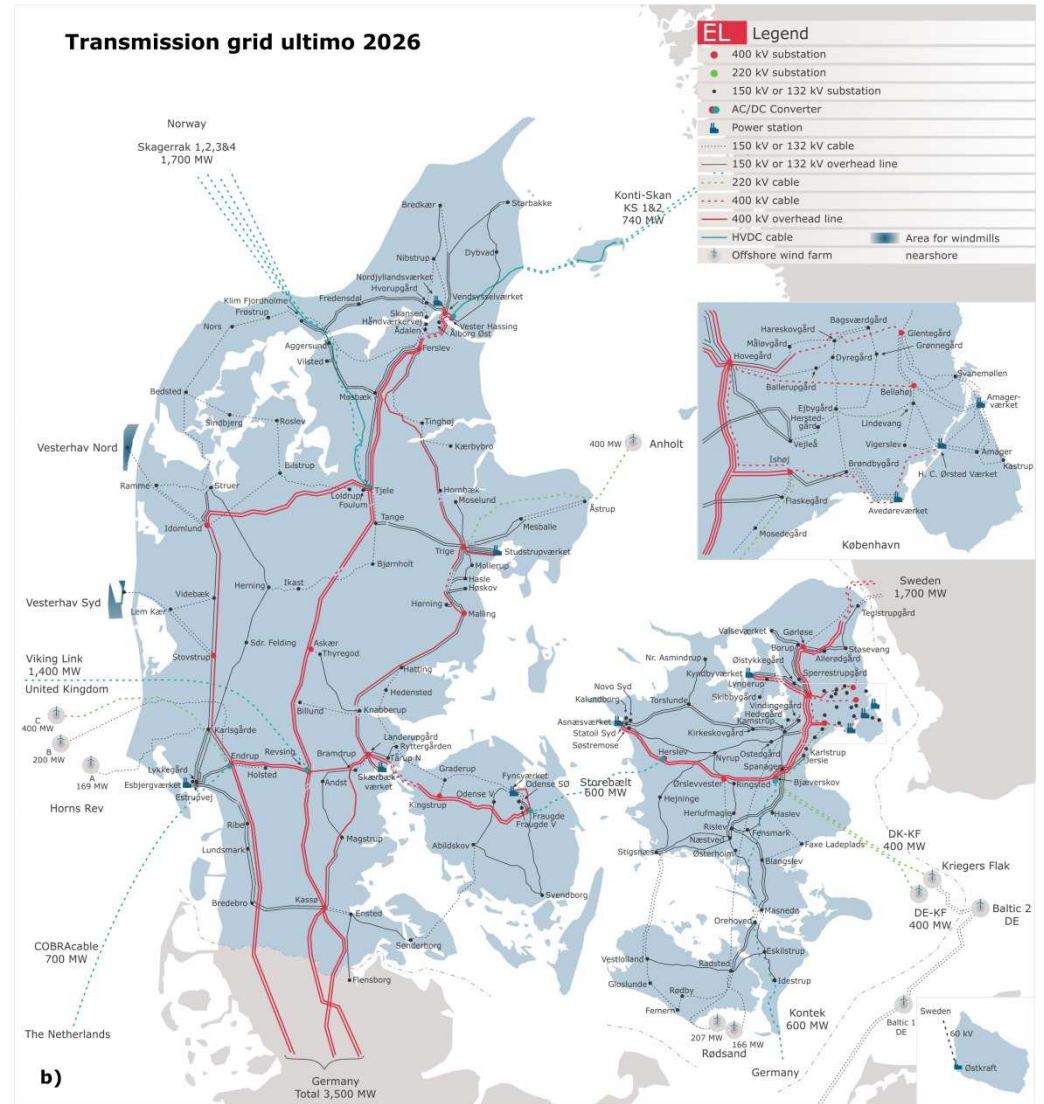 Transmission grid ultimo 2026
EL Legend
400 kV substation
220 kV substation
150 kV or 132 kV substation
AC/DC Converter
Power station
150 kV or 132 kV cable
150 kV or 132 kV overhead line
220 kV cable
400 kV cable
400 kV overhead line
HVDC cable
Area for windmills
nearshore
Offshore wind farm
Norway
Skagerrak 1,2,3&4
1,700 MW
Konti-Skan
KS 1&2
740 MW
Bredkær
Starbakke
Dybvad
Nibstrup
Nordjyllandsværket
Hvorupgård
Vendsysselværket
Klim Fjordholme
Fredensdal
Frøstrup
Skansen
Håndværkervej
Ådalen
Vester Hassing
Ålborg Øst
Nors
Aggersund
Ferslev
Vilsted
Mosbæk
Bedsted
Sindbjerg
Roslev
Tinghøj
Kærbybro
400 MW
Anholt
Vesterhav Nord
Bilstrup
Ramme
Struer
Loldrup
Foulum
Tjele
Hornbæk
Moselund
Åstrup
Idomlund
Tange
Mesballe
Trige
Studstrupværket
Bjørnholt
Mollerup
Hasle
Høskov
Herning
Ikast
Vesterhav Syd
Videbæk
Hørning
Malling
Lem Kær
Sdr. Felding
Askær
Stovstrup
Thyregod
Hatting
Viking Link
1,400 MW
United Kingdom
Hedensted
Billund
Knabberup
C
400 MW
B
200 MW
A
169 MW
Horns Rev
Karlsgårde
Landerupgård
Ryttergården
Tårup N
Revsing
Bramdrup
Endrup
Lykkegård
Holsted
Andst
Skærbæk
værket
Graderup
Esbjergværket
Estrupvej
Kingstrup
Fynsværket
Odense SØ
Odense V
Fraugde
Fraugde V
Storebælt
600 MW
Ribe
Lundsmark
Magstrup
Abildskov
Svendborg
Bredebro
Kassø
Ensted
Sønderborg
Flensborg
COBRAcable
700 MW
The Netherlands
Germany
Total 3,500 MW
b)
Bagsværdgård
Hareskovgård
Glentegård
Måløvgård
Grønnegård
Hovegård
Dyregård
Svanemøllen
Ballerupgård
Bellahøj
Amager-
værket
Ejbygård
Lindevang
Hersted-
gård
Vigerslev
Vejleå
Amager
Ishøj
Brøndbygård
H. C. Ørsted Værket
Kastrup
Flaskegård
Avedøreværket
Mosedegård
København
Sweden
1,700 MW
Teglstrupgård
Valseværket
Gørløse
Borup
Stasevang
Allerødgård
Nr. Asmindrup
Ølstykkegård
Kyndbyværket
Lyngerup
Sperrestrupgård
Novo Syd
Kalundborg
Skibbygård
Torslunde
Vindingegård
Hedegård
Asnæsværket
Kamstrup
Statoil Syd
Søstremose
Kirkeskovgård
Karlstrup
Jersie
Ostedgård
Herslev
Nyrup
Spanager
Ørslevvester
Ringsted
Bjæverskov
Hejninge
Herlufmagle
Haslev
Rislev
Fensmark
Stigsnæs
Næstved
Faxe Ladeplads
Østerholm
Blangslev
Masnedø
Orehoved
Eskilstrup
Vestlolland
Radsted
Gloslunde
Rødby
Idestrup
Femern
207 MW
166 MW
Rødsand
Kontek
600 MW
Germany
DK-KF
400 MW
Kriegers Flak
DE-KF
400 MW
Baltic 2
DE
Baltic 1
DE
Sweden
60 kV
Østkraft